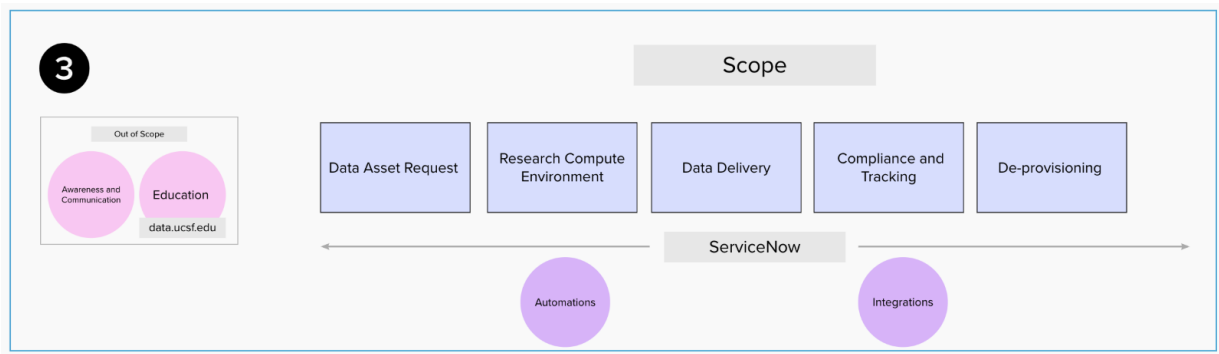 3
Scope
Out of Scope
Awareness and
Communication
Education
data.ucsf.edu
Data Asset Request
Research Compute
Environment
Data Delivery
Compliance and
Tracking
De-provisioning
ServiceNow
Automations
Integrations